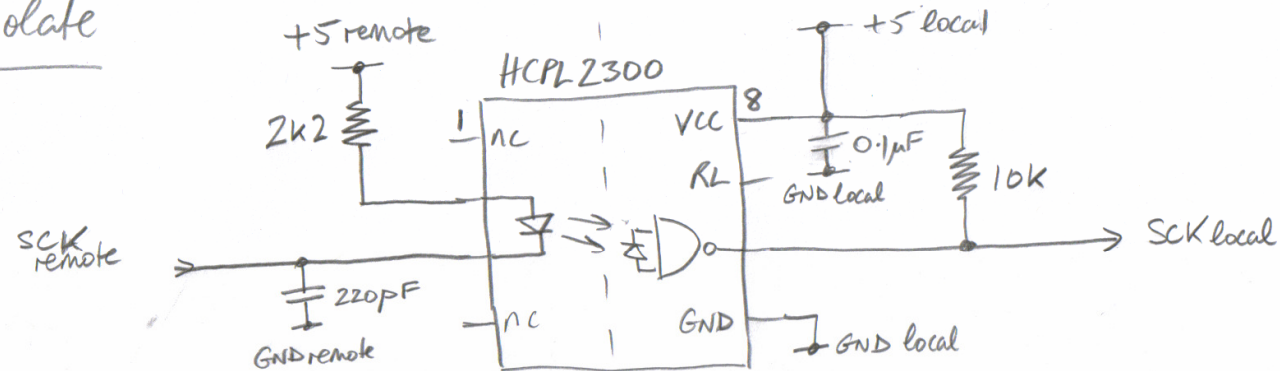 olate
+5 remote
+5 local
HCPL2300
2k2
1
nc
VCC
8
0.1µF
RL
GND local
10K
SCK
remote
SCK local
220pF
nc
GND
GND remote
GND local